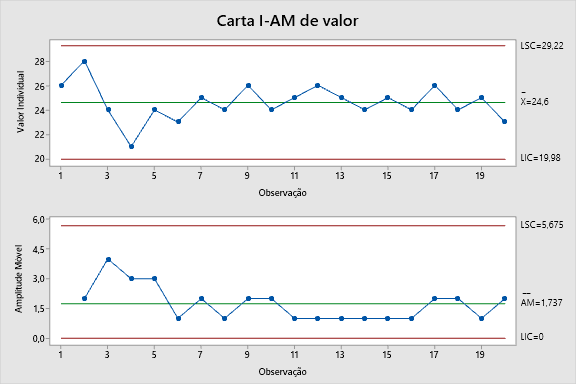 Carta I-AM de valor
LSC=29,22
28
26
24
22
20
Valor Individual
X=24,6
LIC=19,98
1 3 5 7 9 11 13 15 17 19
Observação
6,0
4,5
3,0
1,5
0,0
Amplitude Móvel
LSC=5,675
AM=1,737
LIC=0
1 3 5 7 9 11 13 15 17 19
Observação